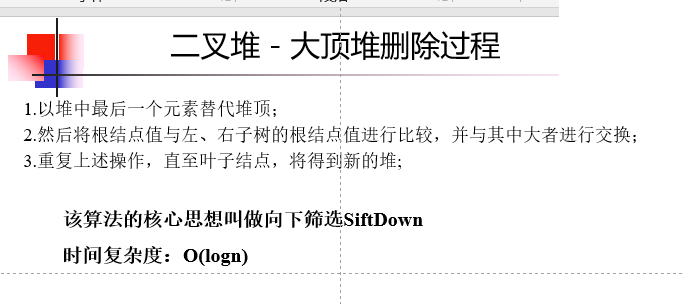 二叉堆 - 大顶堆删除过程
1.以堆中最后一个元素替代堆顶；
2.然后将根结点值与左、右子树的根结点值进行比较，并与其中大者进行交换；
3.重复上述操作，直至叶子结点，将得到新的堆；
该算法的核心思想叫做向下筛选SiftDown
时间复杂度：O(logn)